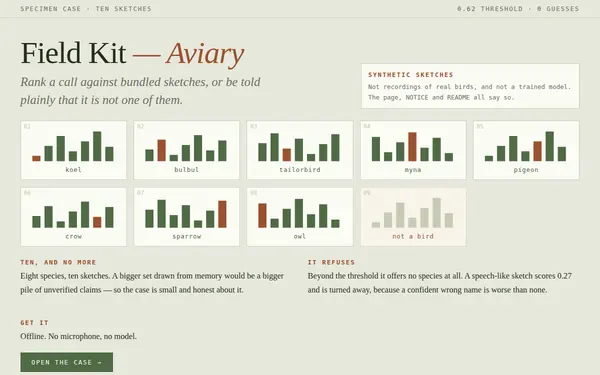 SPECIMEN CASE · TEN SKETCHES
0.62 THRESHOLD · 0 GUESSES
Field Kit — Aviary
Rank a call against bundled sketches, or be told
plainly that it is not one of them.
SYNTHETIC SKETCHES
Not recordings of real birds, and not a trained model.
The page, NOTICE and README all say so.
01
koel
02
bulbul
03
tailorbird
04
myna
05
pigeon
06
crow
07
sparrow
08
owl
09
not a bird
TEN, AND NO MORE
Eight species, ten sketches. A bigger set drawn from memory would be a bigger
pile of unverified claims — so the case is small and honest about it.
IT REFUSES
Beyond the threshold it offers no species at all. A speech-like sketch scores 0.27
and is turned away, because a confident wrong name is worse than none.
GET IT
Offline. No microphone, no model.
OPEN THE CASE →